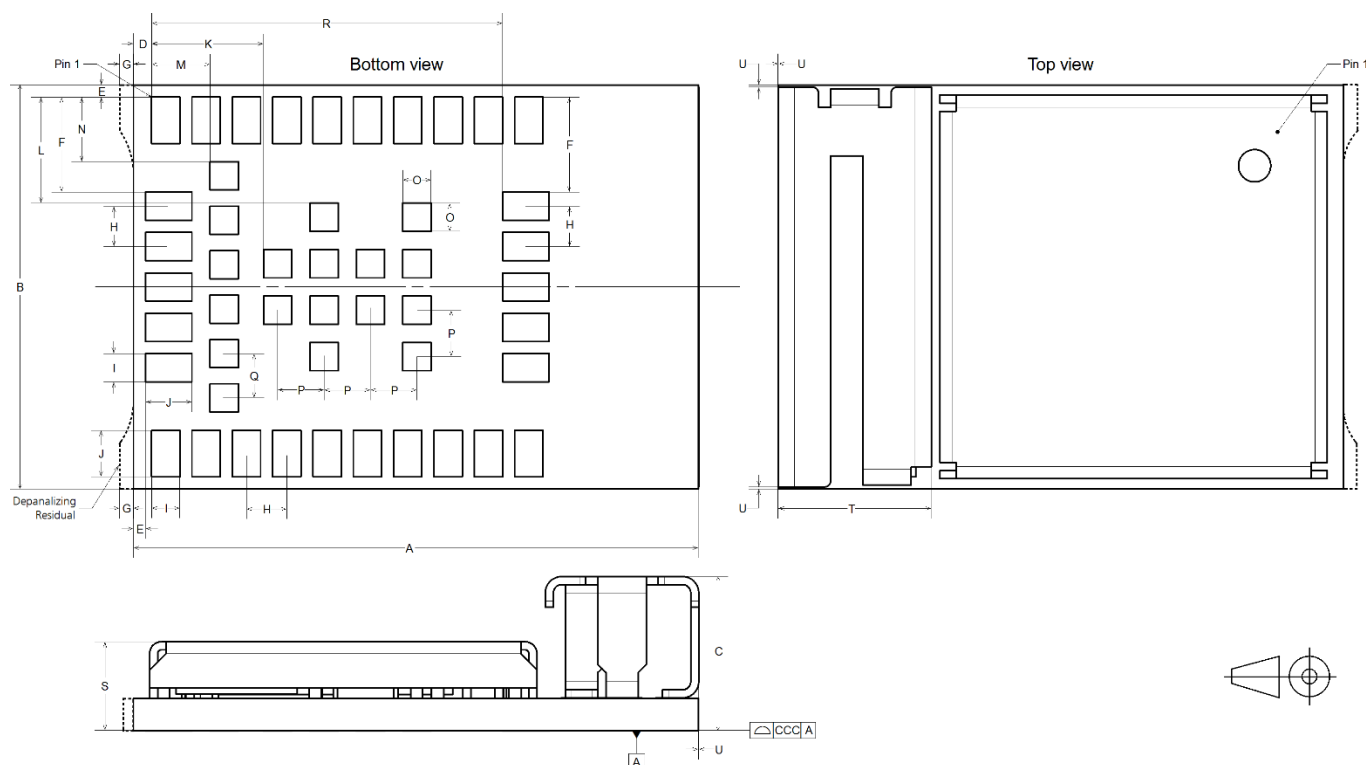 R
D
K
U
U
G
M
Pin 1
Bottom view
Top view
Pin 1
E
N
F
L
F
O
O
H
H
B
P
I
Q
P
P
P
J
J
Depanalizing
Residual
G
I
H
U
T
E
A
C
S
CCC A
U
A